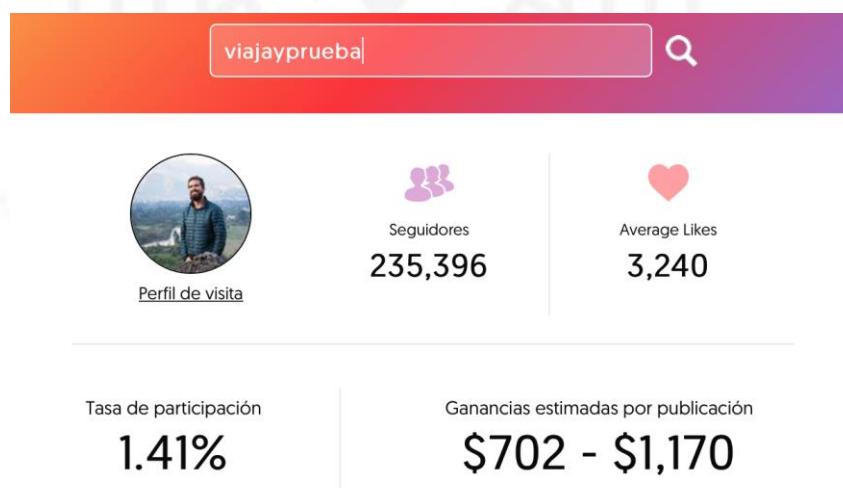 viajayprueba
Seguidores
235,396
Average Likes
3,240
Perfil de visita
Tasa de participación
1.41%
Ganancias estimadas por publicación
$702 - $1,170